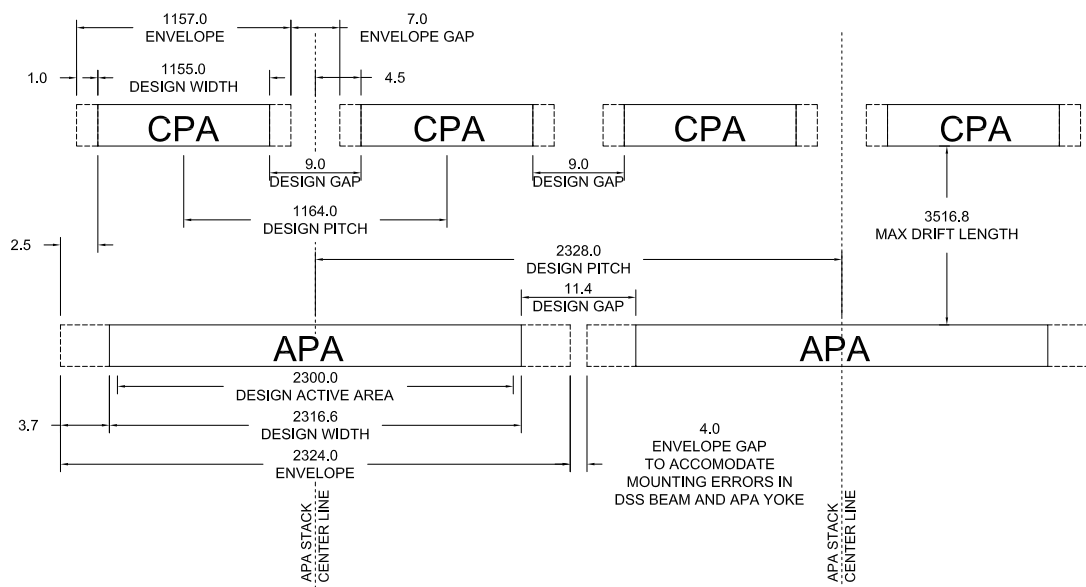 1157.0
ENVELOPE
7.0
ENVELOPE GAP
1.0
1155.0
DESIGN WIDTH
4.5
CPA
CPA
CPA
CPA
9.0
DESIGN GAP
9.0
DESIGN GAP
1164.0
DESIGN PITCH
3516.8
MAX DRIFT LENGTH
2.5
2328.0
DESIGN PITCH
11.4
DESIGN GAP
APA
APA
2300.0
DESIGN ACTIVE AREA
3.7
2316.6
DESIGN WIDTH
2324.0
ENVELOPE
4.0
ENVELOPE GAP
TO ACCOMODATE
MOUNTING ERRORS IN
DSS BEAM AND APA YOKE
APA STACK
CENTER LINE
APA STACK
CENTER LINE